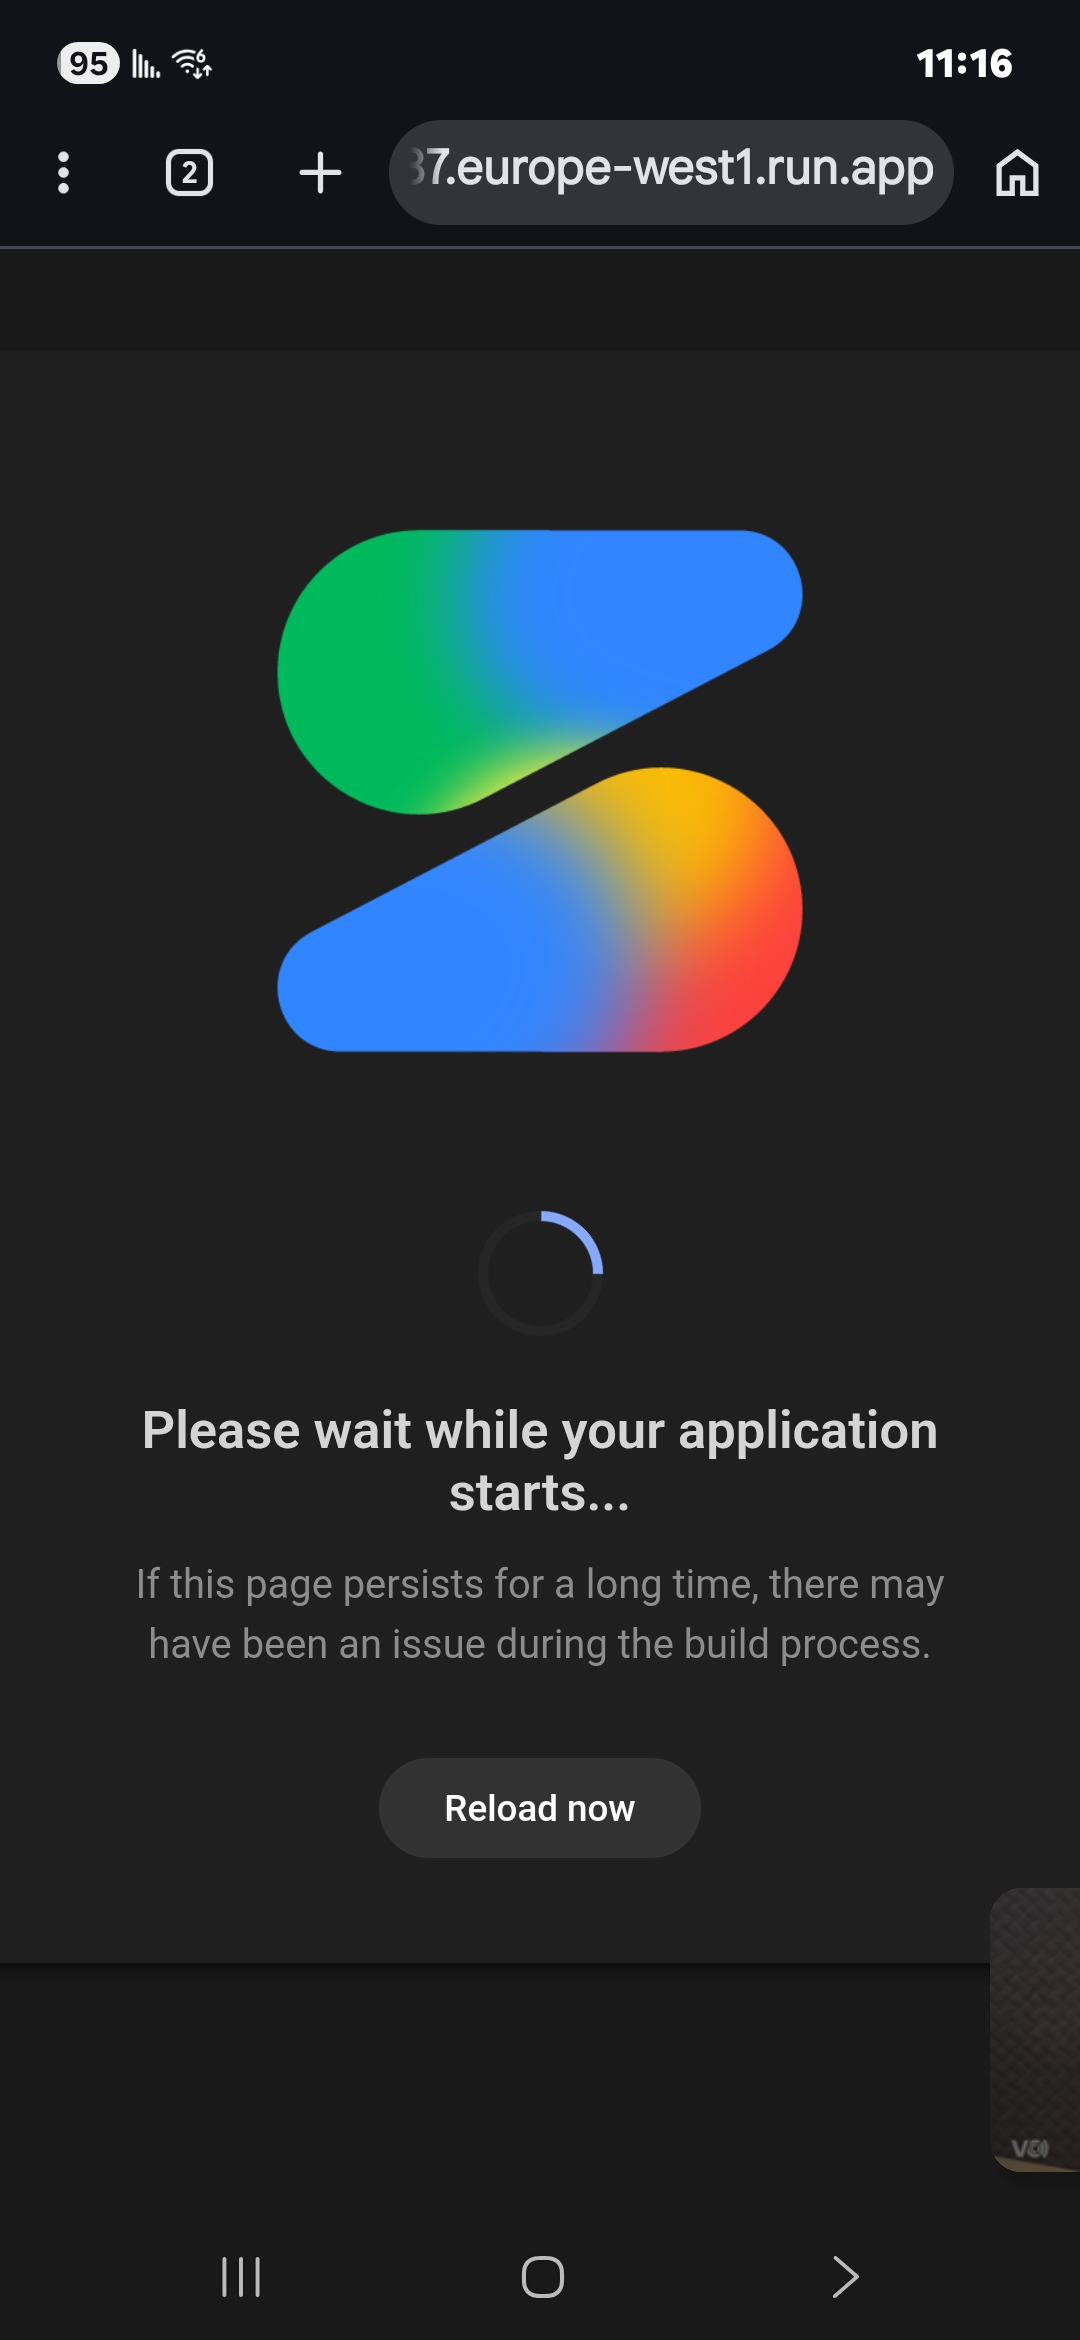 95
11:16
2
7.europe-west1.run.app
Please wait while your application
starts...
If this page persists for a long time, there may
have been an issue during the build process.
Reload now